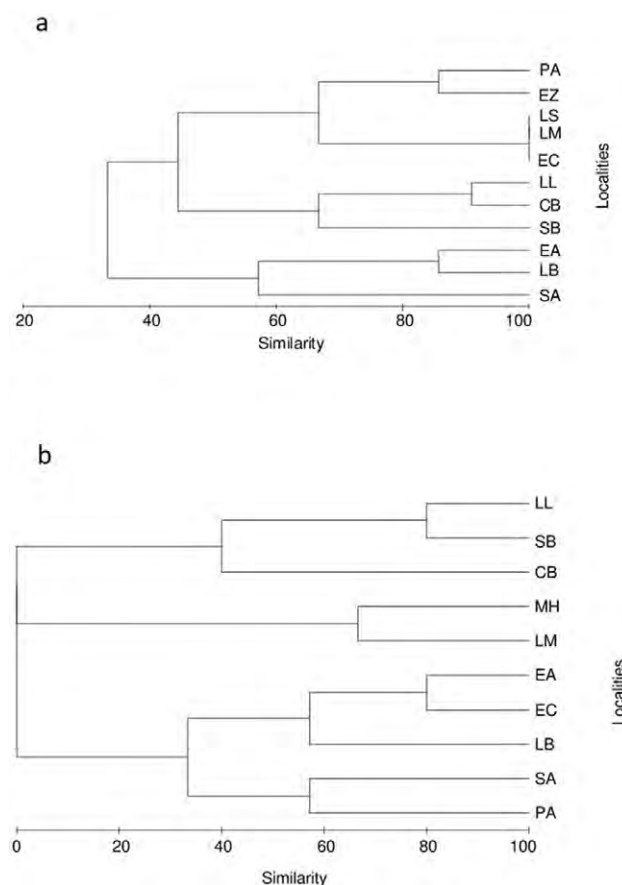 a
PA
EZ
LS
LM
EC
LL
CB
SB
EA
LB
SA
Localities
20 40 60 80 100
Similarity
b
LL
SB
CB
MH
LM
EA
EC
LB
SA
PA
Localities
0 20 40 60 80 100
Similarity